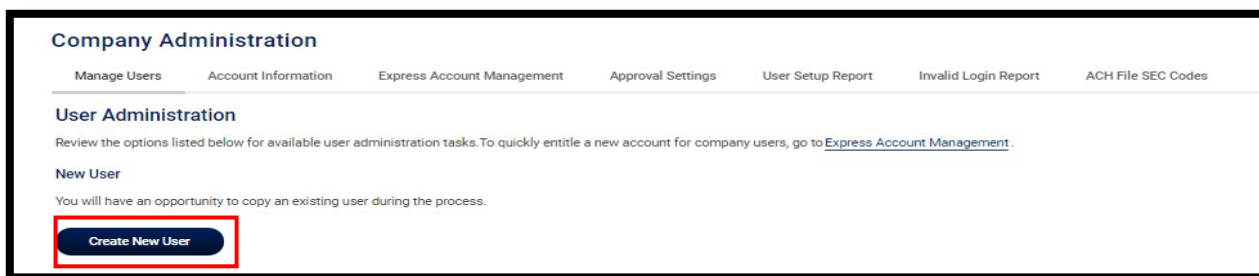 Company Administration
Manage Users Account Information Express Account Management Approval Settings User Setup Report Invalid Login Report ACH File SEC Codes
User Administration
Review the options listed below for available user administration tasks.To quickly entitle a new account for company users, go to Express Account Management .
New User
You will have an opportunity to copy an existing user during the process.
Create New User